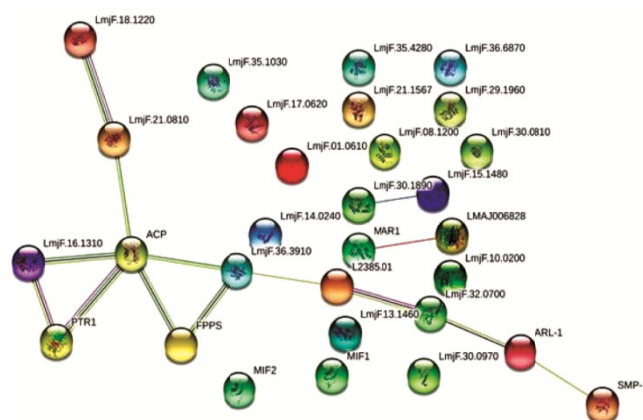 LmjF.18.1220
LmjF.35.1030
LmjF.35.4280
LmjF.36.6870
LmjF.17.0620
LmjF.21.1567
LmjF.29.1960
LmjF.21.0810
LmjF.01.0610
LmjF.08.1200
LmjF.30.0810
LmjF.30.1890
LmjF.15.1480
LmjF.14.0240
MAR1
LMAJ006828
ACP
LmjF.16.1310
LmjF.36.3910
L2385.01
LmjF.10.0200
LmjF.32.0700
PTR1
FPPS
LmjF13.1460
ARL-1
MIF2
MIF1
LmjF.30.0970
SMP-